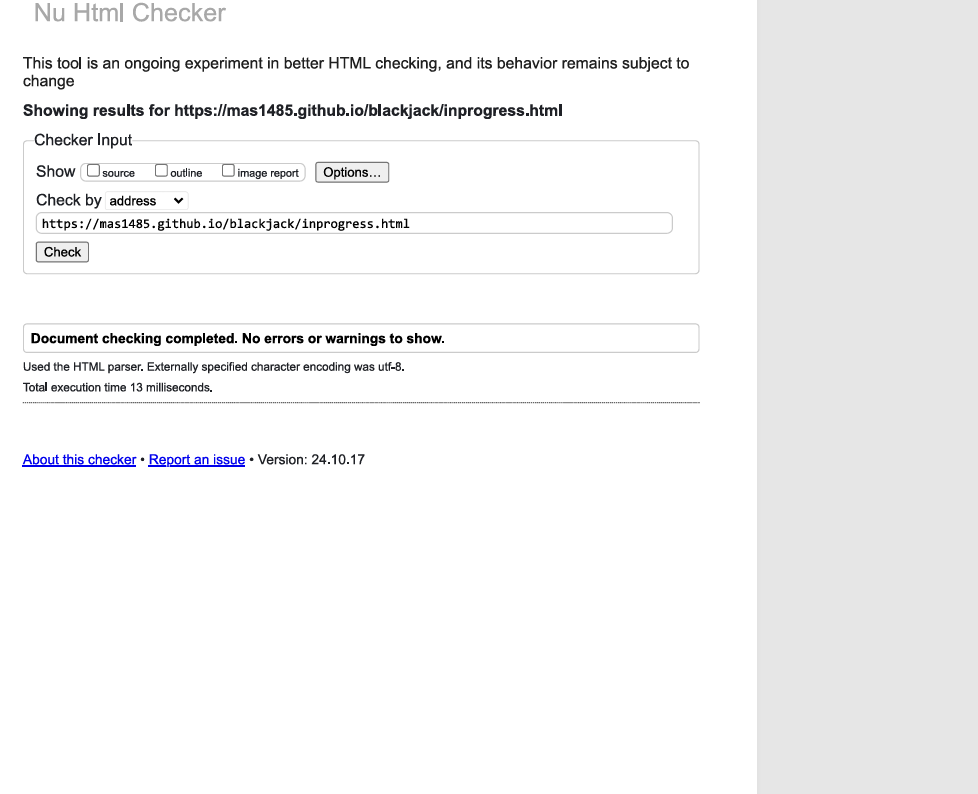 Nu Html Checker
This tool is an ongoing experiment in better HTML checking, and its behavior remains subject to
change
Showing results for https://mas1485.github.io/blackjack/inprogress.html
Checker Input
Show source outline image report Options...
Check by address
https://mas1485.github.io/blackjack/inprogress.html
Check
Document checking completed. No errors or warnings to show.
Used the HTML parser. Externally specified character encoding was utf-8.
Total execution time 13 milliseconds.
About this checker • Report an issue • Version: 24.10.17